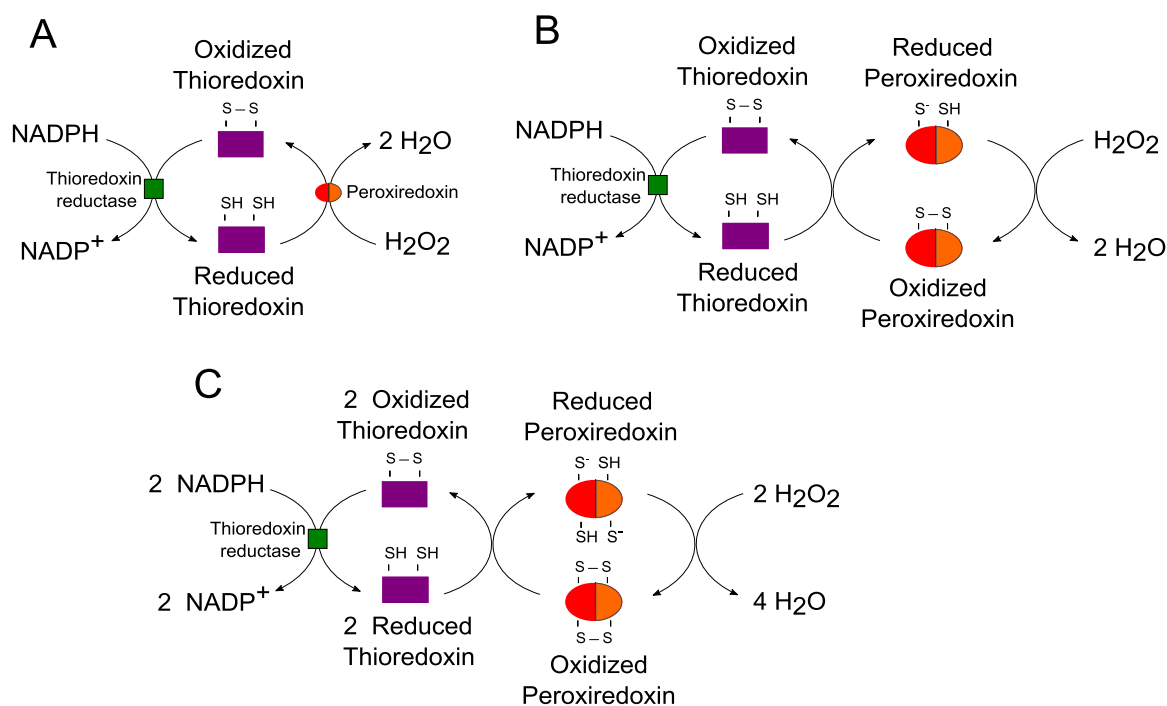 A
Oxidized
Thioredoxin
S – S
NADPH
2 H2O
Thioredoxin
reductase
Peroxiredoxin
SH SH
NADP+
H2O2
Reduced
Thioredoxin
B
Oxidized
Thioredoxin
Reduced
Peroxiredoxin
S – S
S- SH
NADPH
H2O2
Thioredoxin
reductase
SH SH
S – S
NADP+
2 H2O
Reduced
Thioredoxin
Oxidized
Peroxiredoxin
C
2 Oxidized
Thioredoxin
Reduced
Peroxiredoxin
S – S
S- SH
2 NADPH
2 H2O2
Thioredoxin
reductase
SH S-
SH SH
S – S
2 NADP+
4 H2O
2 Reduced
Thioredoxin
S – S
Oxidized
Peroxiredoxin